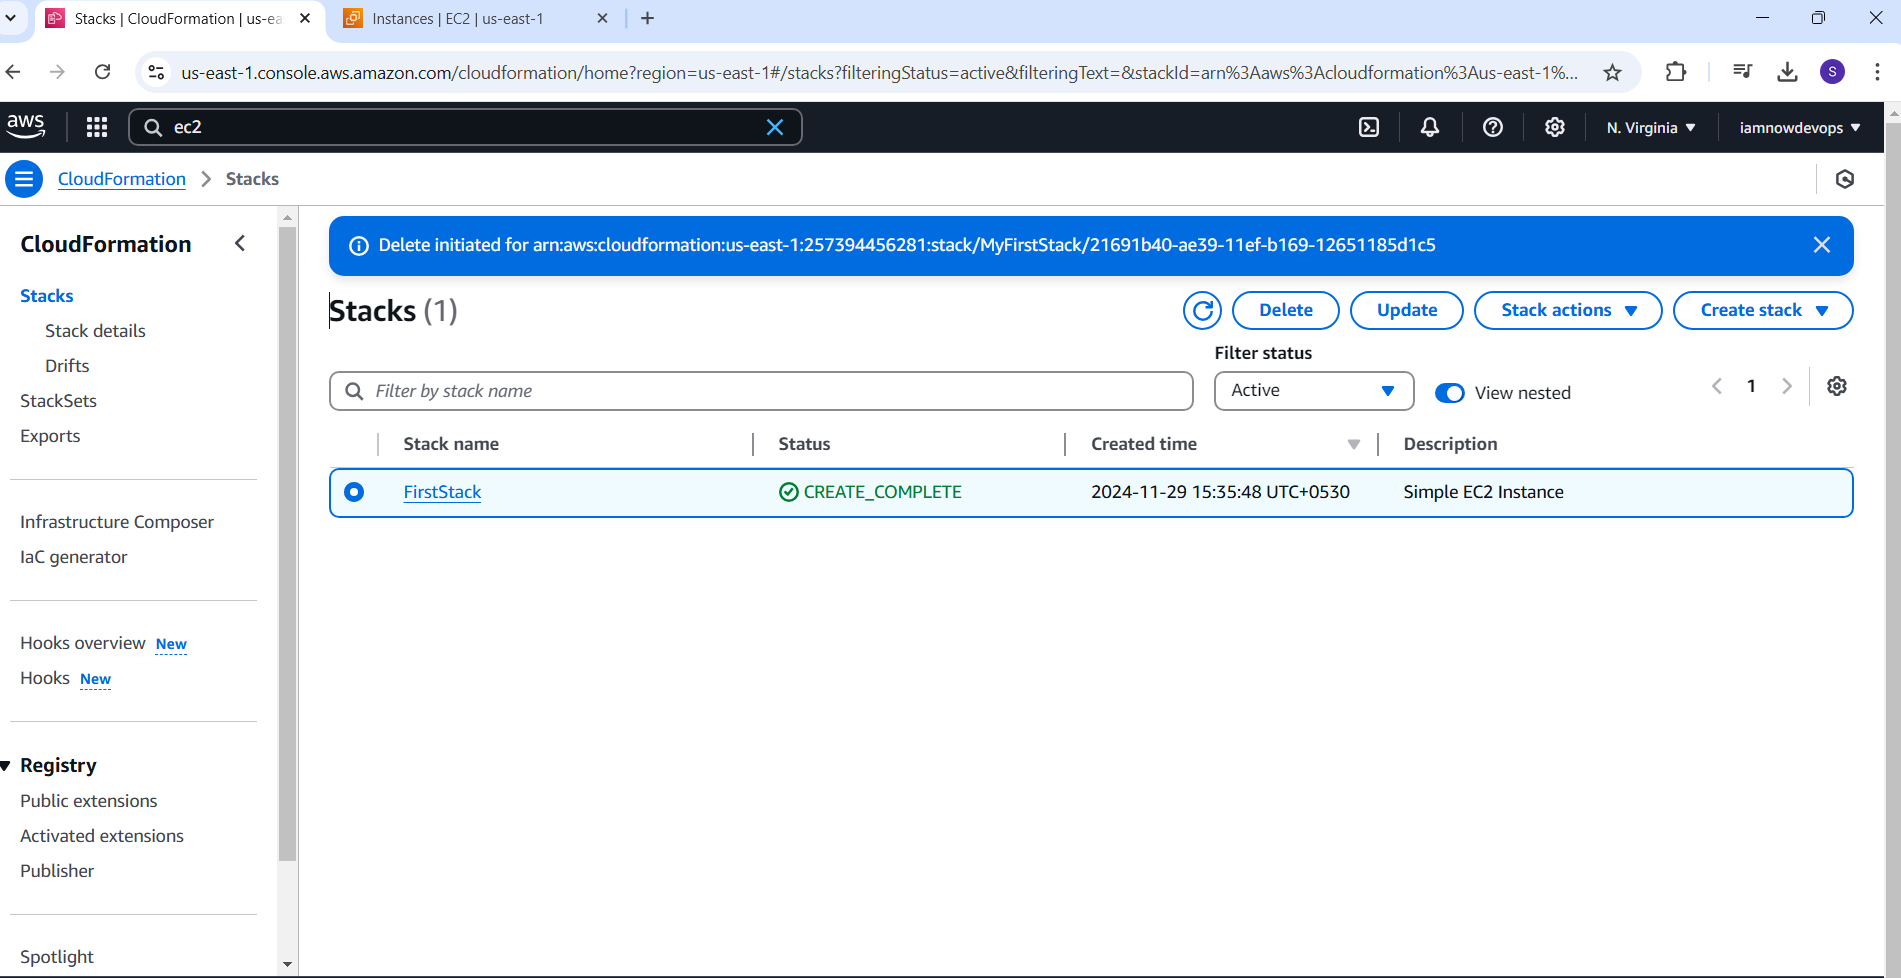 Stacks | CloudFormation | us-ea
Instances | EC2 | us-east-1
us-east-1.console.aws.amazon.com/cloudformation/home?region=us-east-1#/stacks?filteringStatus=active&filteringText=&stackId=arn%3Aaws%3Acloudformation%3Aus-east-1%...
S
aws
ec2
N. Virginia
iamnowdevops
CloudFormation
Stacks
CloudFormation
Stacks
Stack details
Drifts
StackSets
Exports
Infrastructure Composer
IaC generator
Hooks overview New
Hooks New
Registry
Public extensions
Activated extensions
Publisher
Spotlight
Delete initiated for arn:aws:cloudformation:us-east-1:257394456281:stack/MyFirstStack/21691b40-ae39-11ef-b169-12651185d1c5
Stacks (1)
Delete
Update
Stack actions
Create stack
Filter status
Filter by stack name
Active
View nested
1
Stack name Status Created time Description
FirstStack CREATE_COMPLETE 2024-11-29 15:35:48 UTC+0530 Simple EC2 Instance